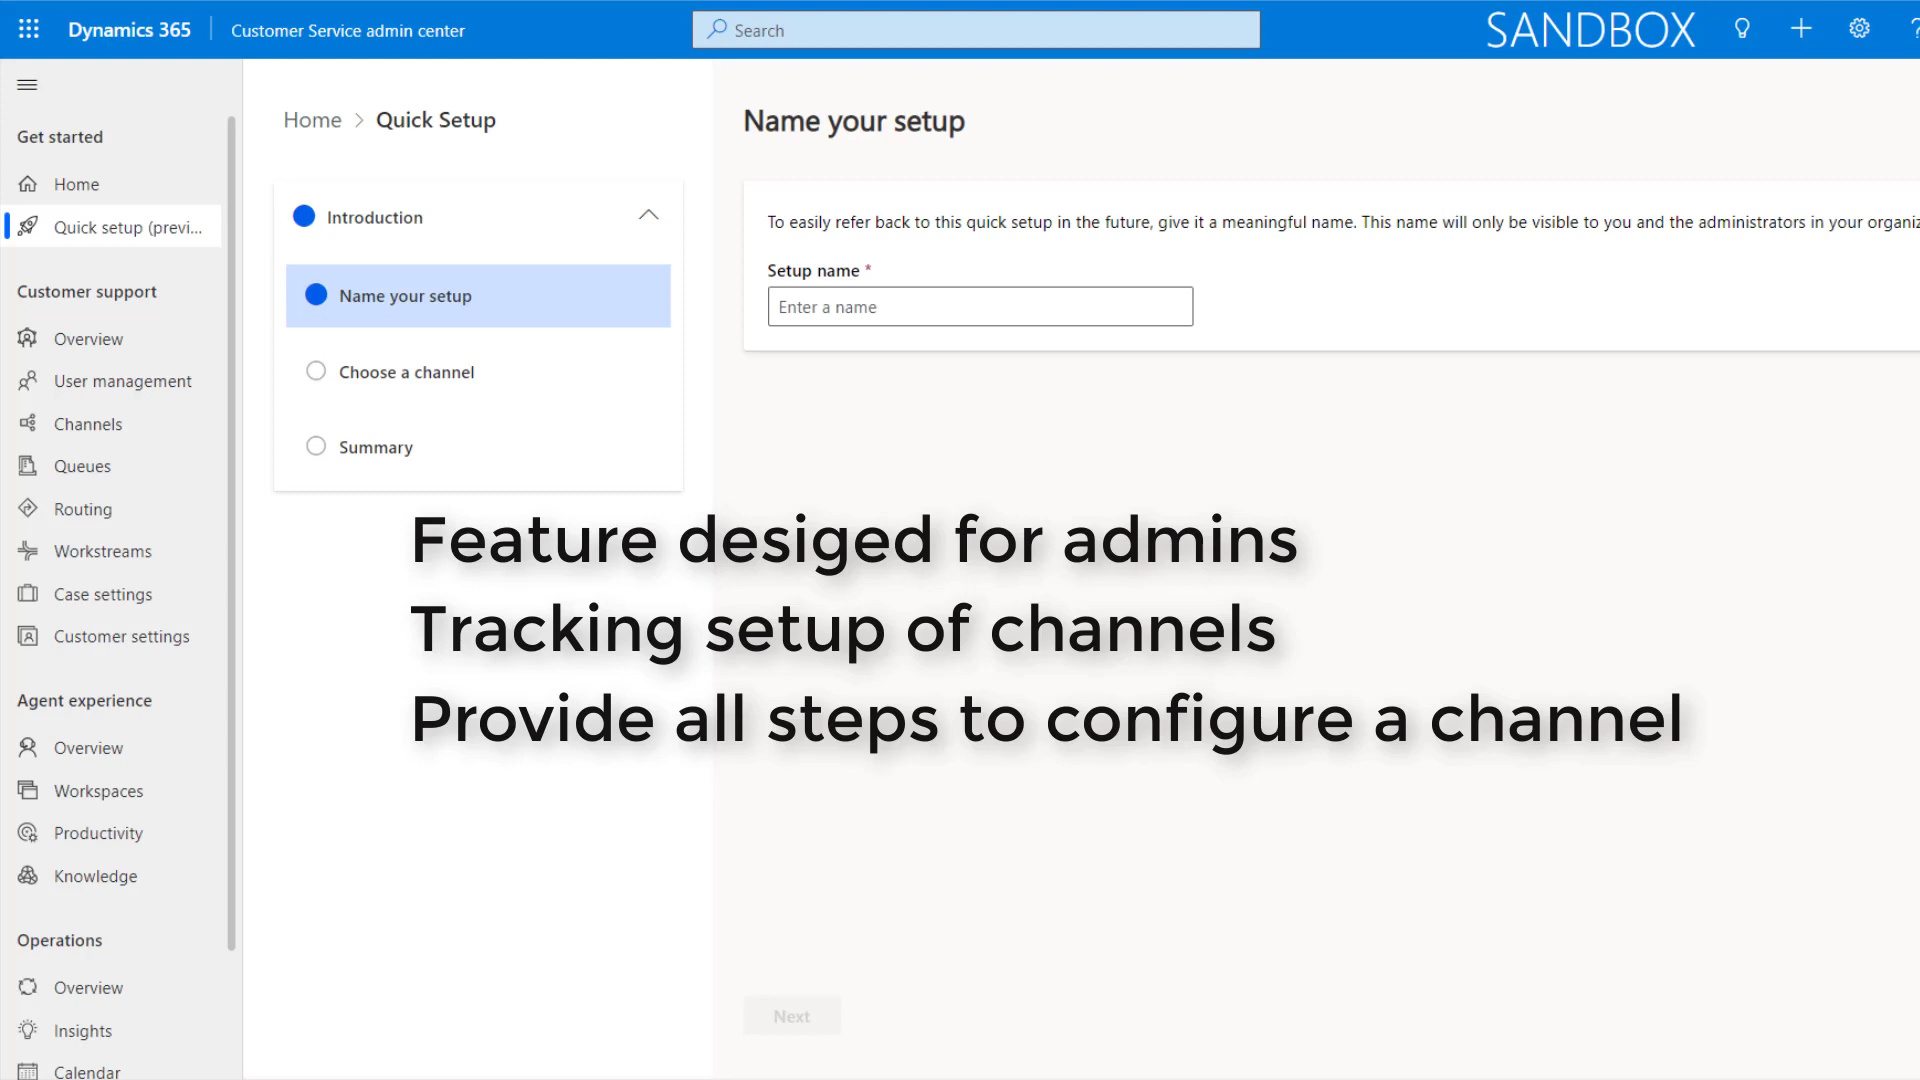 Dynamics 365 Customer Service admin center Search SANDBOX ?
Get started
Home
Quick setup (previ...
Customer support
Overview
User management
Channels
Queues
Routing
Workstreams
Case settings
Customer settings
Agent experience
Overview
Workspaces
Productivity
Knowledge
Operations
Overview
Insights
Calendar
Home > Quick Setup
Introduction
Name your setup
Choose a channel
Summary
Name your setup
To easily refer back to this quick setup in the future, give it a meaningful name. This name will only be visible to you and the administrators in your organiz
Setup name *
Enter a name
Feature desiged for admins
Tracking setup of channels
Provide all steps to configure a channel
Next